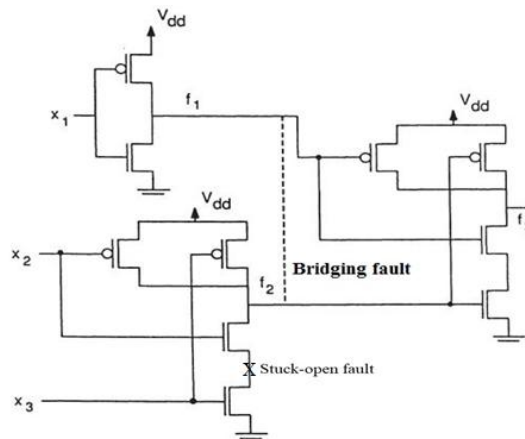 Vdd
f1
x1
Vdd
Vdd
f
x2
f2
Bridging fault
X Stuck-open fault
x3